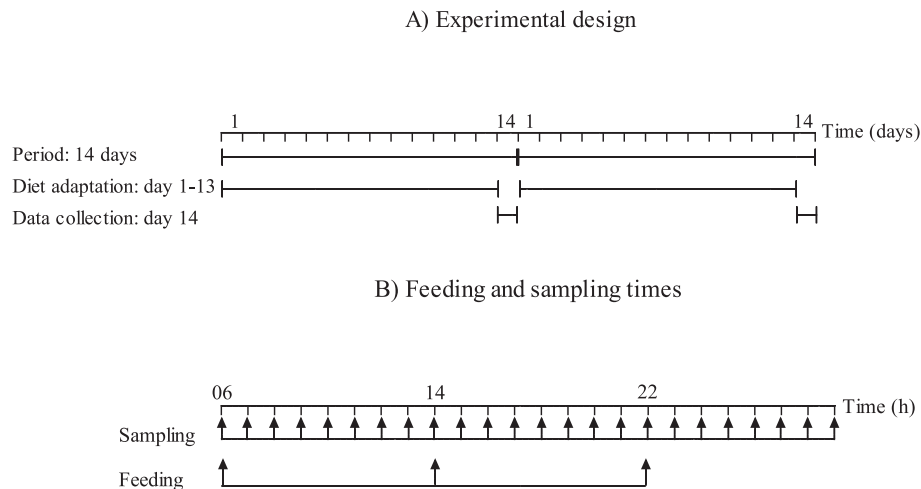 A) Experimental design
1 14 1 14 Time (days)
Period: 14 days
Diet adaptation: day 1-13
Data collection: day 14
B) Feeding and sampling times
06 14 22 Time (h)
Sampling
Feeding